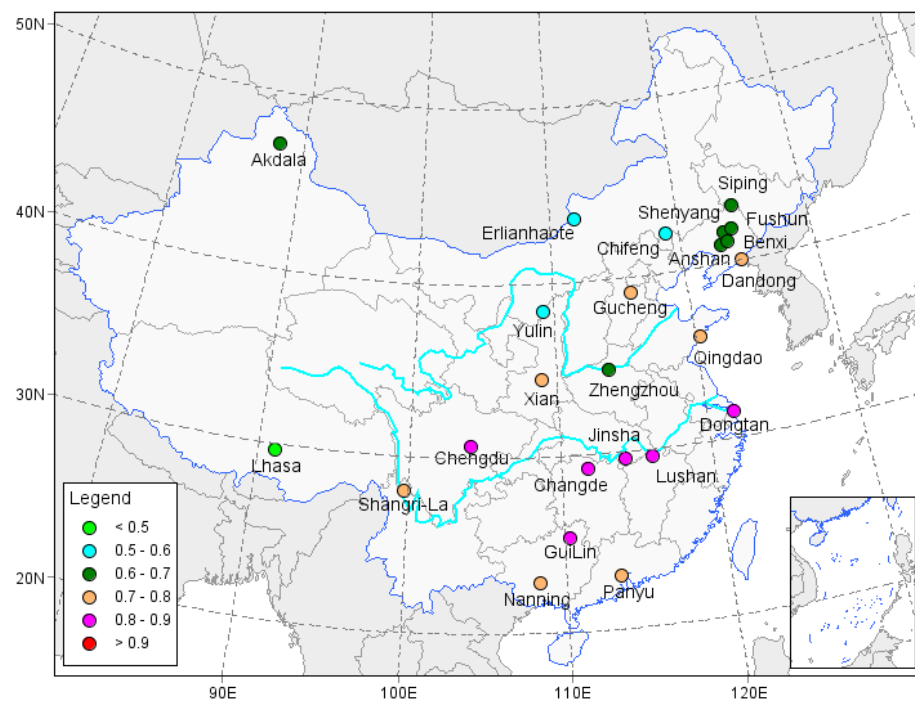 50N
Akdala
Siping
40N
Shenyang
Fushun
Erlianhaote
Chifeng
Benxi
Anshan
Dandong
Gucheng
Yulin
Qingdao
30N
Xian
Zhengzhou
Dongtan
Jinsha
Lhasa
Chengdu
Lushan
Changde
Shangri-La
Legend
< 0.5
0.5 - 0.6
0.6 - 0.7
0.7 - 0.8
0.8 - 0.9
> 0.9
GuiLin
20N
Nanning
Panyu
90E
100E
110E
120E